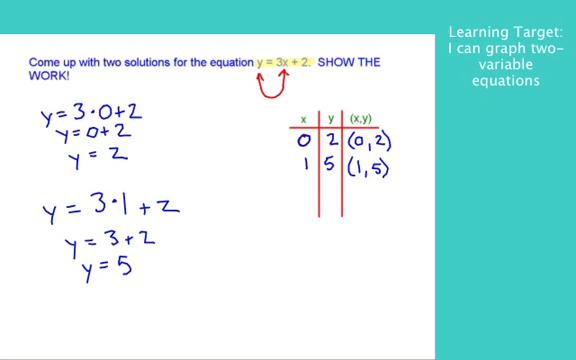 Learning Target:
I can graph two-
variable
equations
Come up with two solutions for the equation y = 3x + 2. SHOW THE
WORK!
y = 3 · 0 + 2
y = 0 + 2
y = 2
y = 3 · 1 + 2
y = 3 + 2
y = 5
x y (x,y)
0 2 (0, 2)
1 5 (1, 5)